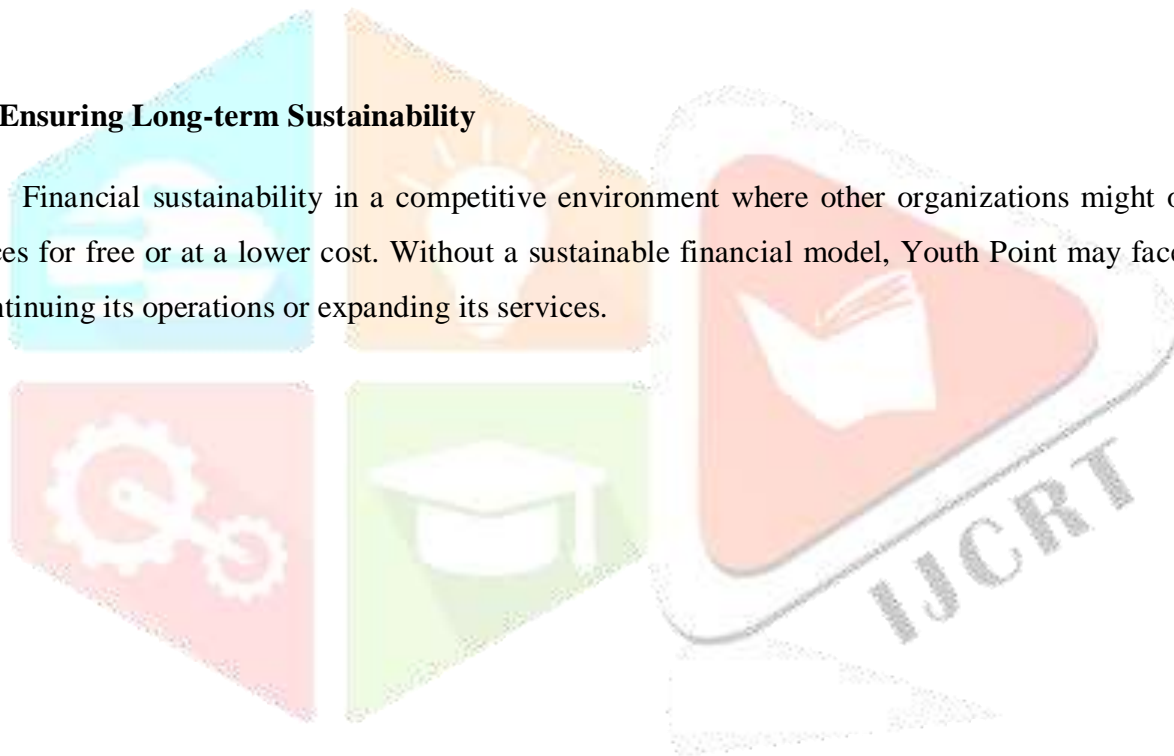 Ensuring Long-term Sustainability
Financial sustainability in a competitive environment where other organizations might
ces for free or at a lower cost. Without a sustainable financial model, Youth Point may face
ntinuing its operations or expanding its services.
IJCRT